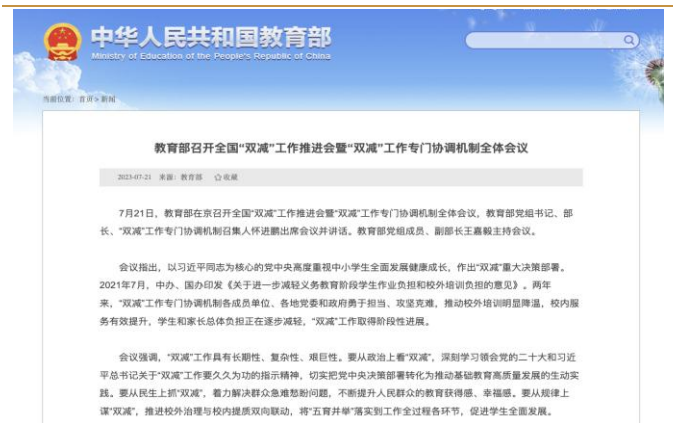 中华人民共和国教育部
Ministry of Education of the People's Republic of China
当前位置：首页>新闻
教育部召开全国“双减”工作推进会暨“双减”工作专门协调机制全体会议
2023-07-21 来源：教育部 ☆收藏
7月21日，教育部在京召开全国“双减”工作推进会暨“双减”工作专门协调机制全体会议，教育部党组书记、部
长、“双减”工作专门协调机制召集人怀进鹏出席会议并讲话。教育部党组成员、副部长王嘉毅主持会议。
会议指出，以习近平同志为核心的党中央高度重视中小学生全面发展健康成长，作出“双减”重大决策部署。
2021年7月，中办、国办印发《关于进一步减轻义务教育阶段学生作业负担和校外培训负担的意见》。两年
来，“双减”工作专门协调机制各成员单位、各地党委和政府勇于担当、攻坚克难，推动校外培训明显降温，校内服
务有效提升，学生和家长总体负担正在逐步减轻，“双减”工作取得阶段性进展。
会议强调，“双减”工作具有长期性、复杂性、艰巨性。要从政治上看“双减”，深刻学习领会党的二十大和习近
平总书记关于“双减”工作要久久为功的指示精神，切实把党中央决策部署转化为推动基础教育高质量发展的生动实
践。要从民生上抓“双减”，着力解决群众急难愁盼问题，不断提升人民群众的教育获得感、幸福感。要从规律上
谋“双减”，推进校外治理与校内提质双向联动，将“五育并举”落实到工作全过程各环节，促进学生全面发展。